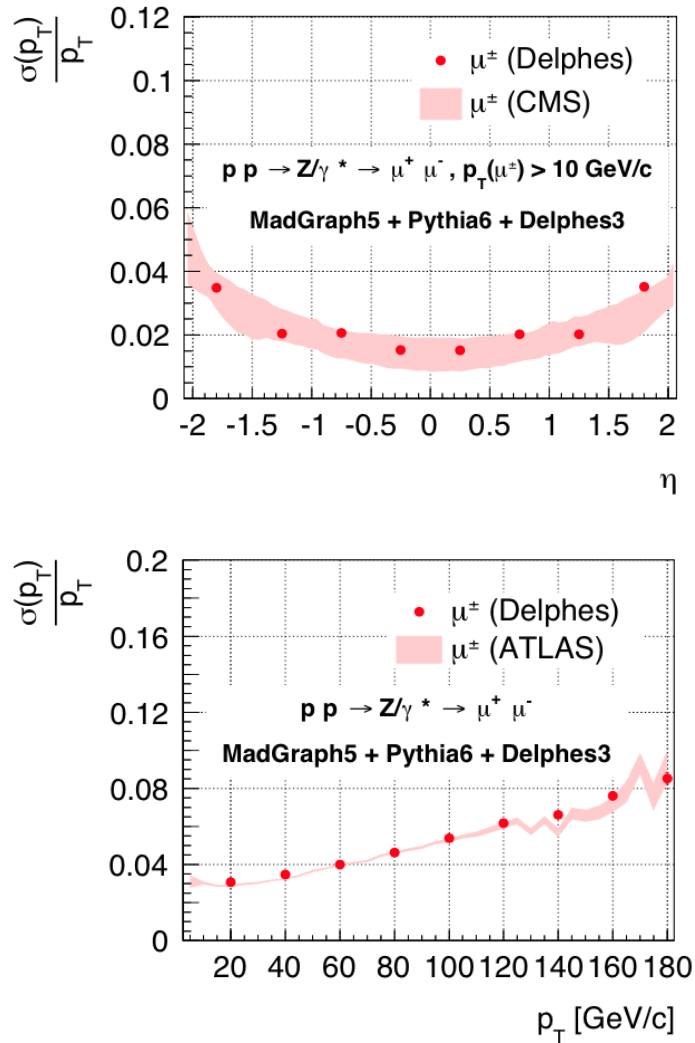 σ(p_T)
p_T
0.12
μ± (Delphes)
0.1
μ± (CMS)
0.08
p p → Z/γ * → μ+ μ- , p_T(μ±) > 10 GeV/c
0.06
MadGraph5 + Pythia6 + Delphes3
0.04
0.02
0
-2 -1.5 -1 -0.5 0 0.5 1 1.5 2
η
σ(p_T)
p_T
0.2
μ± (Delphes)
0.16
μ± (ATLAS)
0.12
p p → Z/γ * → μ+ μ-
MadGraph5 + Pythia6 + Delphes3
0.08
0.04
0
20 40 60 80 100 120 140 160 180
p_T [GeV/c]